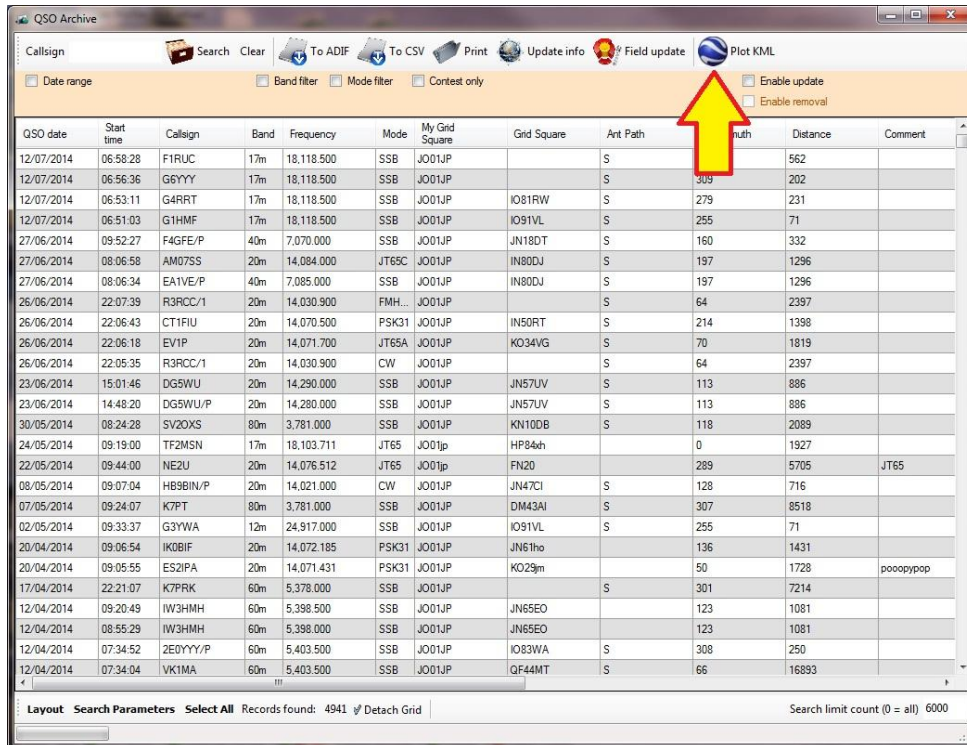 QSO Archive
Callsign Search Clear To ADIF To CSV Print Update info Field update Plot KML
Date range Band filter Mode filter Contest only Enable update
Enable removal
QSO date Start time Callsign Band Frequency Mode My Grid Square Grid Square Ant Path muth Distance Comment
12/07/2014 06:58:28 F1RUC 17m 18,118.500 SSB JO01JP S 562
12/07/2014 06:56:36 G6YYY 17m 18,118.500 SSB JO01JP S 309 202
12/07/2014 06:53:11 G4RRT 17m 18,118.500 SSB JO01JP IO81RW S 279 231
12/07/2014 06:51:03 G1HMF 17m 18,118.500 SSB JO01JP IO91VL S 255 71
27/06/2014 09:52:27 F4GFE/P 40m 7,070.000 SSB JO01JP JN18DT S 160 332
27/06/2014 08:06:58 AM07SS 20m 14,084.000 JT65C JO01JP IN80DJ S 197 1296
27/06/2014 08:06:34 EA1VE/P 40m 7,085.000 SSB JO01JP IN80DJ S 197 1296
26/06/2014 22:07:39 R3RCC/1 20m 14,030.900 FMH... JO01JP S 64 2397
26/06/2014 22:06:43 CT1FIU 20m 14,070.500 PSK31 JO01JP IN50RT S 214 1398
26/06/2014 22:06:18 EV1P 20m 14,071.700 JT65A JO01JP KO34VG S 70 1819
26/06/2014 22:05:35 R3RCC/1 20m 14,030.900 CW JO01JP S 64 2397
23/06/2014 15:01:46 DG5WU 20m 14,290.000 SSB JO01JP JN57UV S 113 886
23/06/2014 14:48:20 DG5WU/P 20m 14,280.000 SSB JO01JP JN57UV S 113 886
30/05/2014 08:24:28 SV2OXS 80m 3,781.000 SSB JO01JP KN10DB S 118 2089
24/05/2014 09:19:00 TF2MSN 17m 18,103.711 JT65 JO01jp HP84xh 0 1927
22/05/2014 09:44:00 NE2U 20m 14,076.512 JT65 JO01jp FN20 289 5705 JT65
08/05/2014 09:07:04 HB9BIN/P 20m 14,021.000 CW JO01JP JN47CI S 128 716
07/05/2014 09:24:07 K7PT 80m 3,781.000 SSB JO01JP DM43AI S 307 8518
02/05/2014 09:33:37 G3YWA 12m 24,917.000 SSB JO01JP IO91VL S 255 71
20/04/2014 09:06:54 IK0BIF 20m 14,072.185 PSK31 JO01JP JN61ho 136 1431
20/04/2014 09:05:55 ES2IPA 20m 14,071.431 PSK31 JO01JP KO29jm 50 1728 pooopypop
17/04/2014 22:21:07 K7PRK 60m 5,378.000 SSB JO01JP S 301 7214
12/04/2014 09:20:49 IW3HMH 60m 5,398.500 SSB JO01JP JN65EO 123 1081
12/04/2014 08:55:29 IW3HMH 60m 5,398.000 SSB JO01JP JN65EO 123 1081
12/04/2014 07:34:52 2E0YYY/P 60m 5,403.500 SSB JO01JP IO83WA S 308 250
12/04/2014 07:34:04 VK1MA 60m 5,403.500 SSB JO01JP QF44MT S 66 16893
Layout Search Parameters Select All Records found: 4941 Detach Grid Search limit count (0 = all) 6000